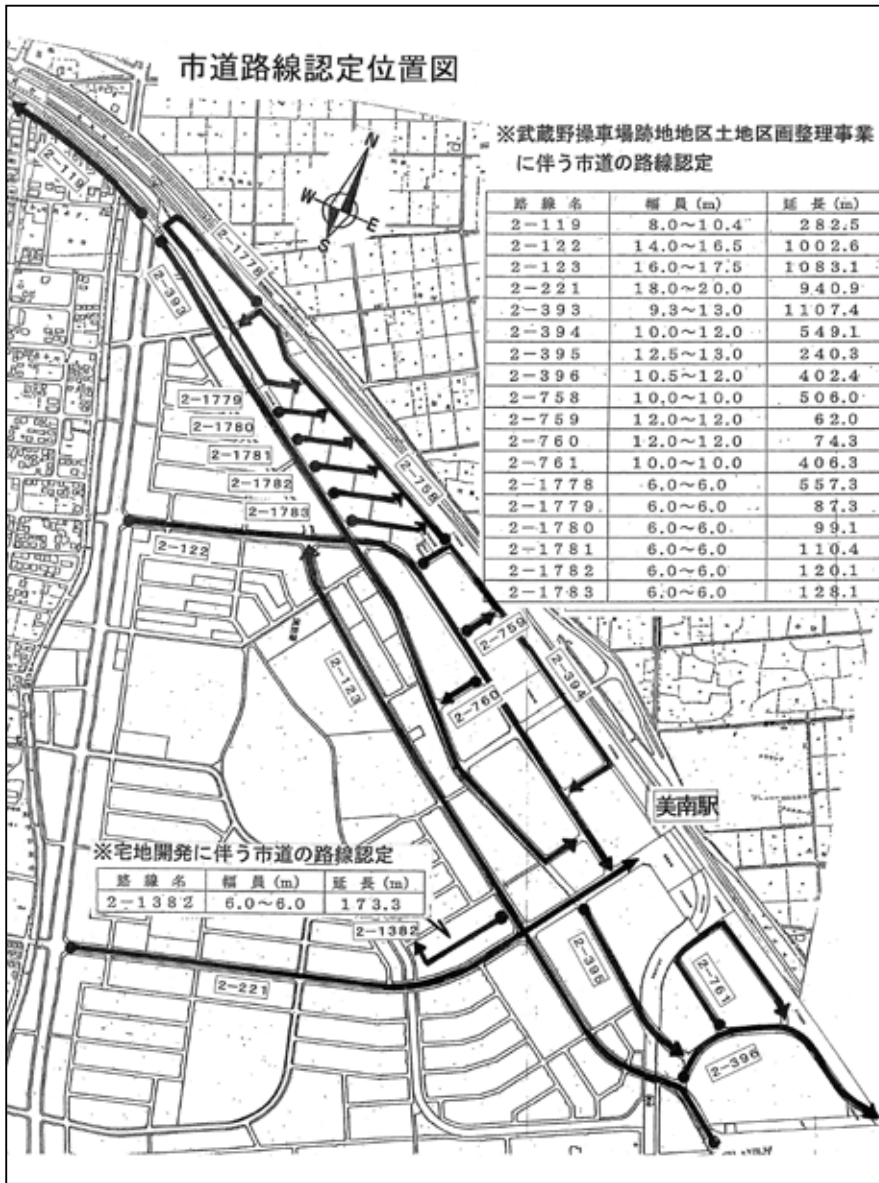 市道路線認定位置図
※武蔵野操車場跡地地区土地区画整理事業
に伴う市道の路線認定
路線名 幅員(m) 延長(m)
2-119 8.0~10.4 282.5
2-122 14.0~16.5 1002.6
2-123 16.0~17.5 1083.1
2-221 18.0~20.0 940.9
2-393 9.3~13.0 1107.4
2-394 10.0~12.0 549.1
2-395 12.5~13.0 240.3
2-396 10.5~12.0 402.4
2-758 10.0~10.0 506.0
2-759 12.0~12.0 62.0
2-760 12.0~12.0 74.3
2-761 10.0~10.0 406.3
2-1778 6.0~6.0 557.3
2-1779 6.0~6.0 87.3
2-1780 6.0~6.0 99.1
2-1781 6.0~6.0 110.4
2-1782 6.0~6.0 120.1
2-1783 6.0~6.0 128.1
N
W
E
S
2-119
2-1778
2-393
2-1779
2-1780
2-1781
2-1782
2-1783
2-758
2-122
2-759
2-123
2-394
2-760
美南駅
※宅地開発に伴う市道の路線認定
路線名 幅員(m) 延長(m)
2-1382 6.0~6.0 173.3
2-1382
2-221
2-395
2-761
2-396